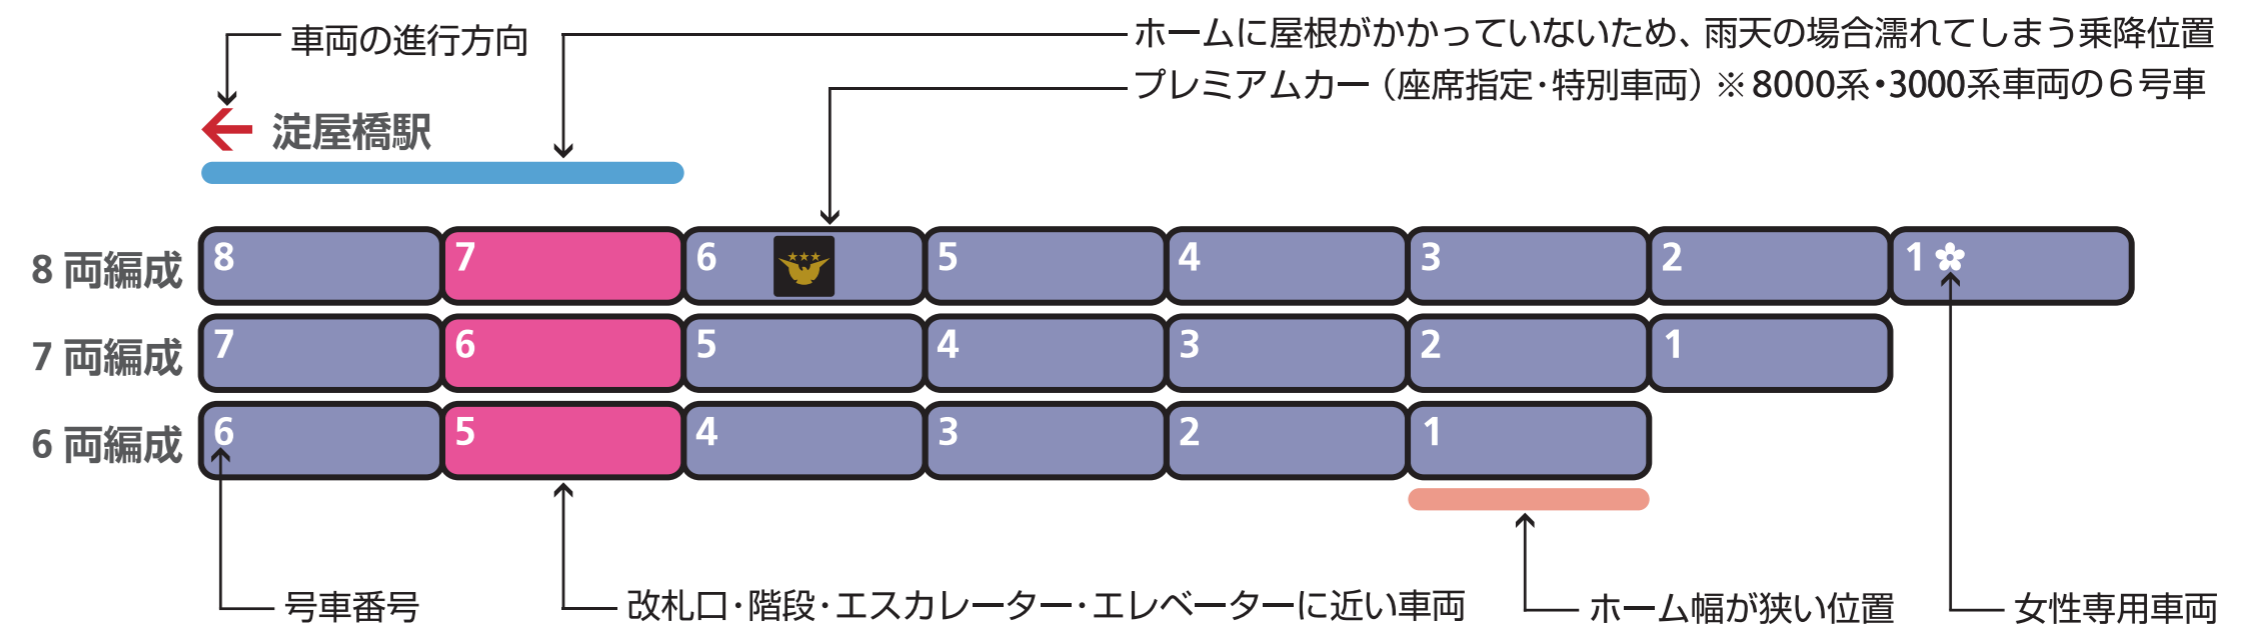 車両の進行方向
ホームに屋根がかかっていないため、雨天の場合濡れてしまう乗降位置
プレミアムカー（座席指定・特別車両）※8000系・3000系車両の６号車
淀屋橋駅
8 両編成 8 7 6 5 4 3 2 1
7 両編成 7 6 5 4 3 2 1
6 両編成 6 5 4 3 2 1
号車番号
改札口・階段・エスカレーター・エレベーターに近い車両
ホーム幅が狭い位置
女性専用車両